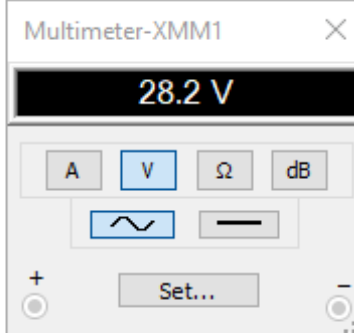 Multimeter-XMM1
28.2 V
A V Ω dB
+ Set... −